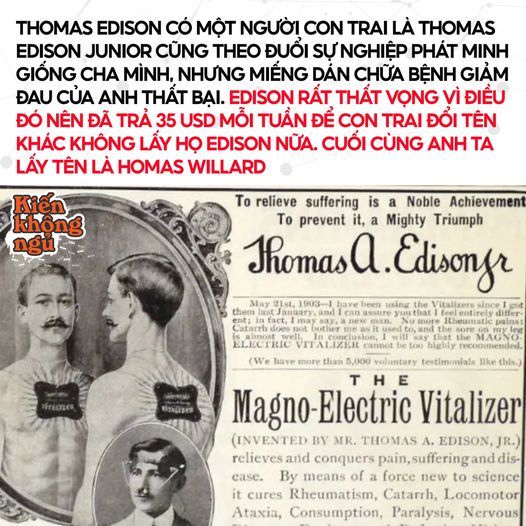 THOMAS EDISON CÓ MỘT NGƯỜI CON TRAI LÀ THOMAS
EDISON JUNIOR CŨNG THEO ĐUỔI SỰ NGHIỆP PHÁT MINH
GIỐNG CHA MÌNH, NHƯNG MIẾNG DÁN CHỮA BỆNH GIẢM
ĐAU CỦA ANH THẤT BẠI. EDISON RẤT THẤT VỌNG VÌ ĐIỀU
ĐÓ NÊN ĐÃ TRẢ 35 USD MỖI TUẦN ĐỂ CON TRAI ĐỔI TÊN
KHÁC KHÔNG LẤY HỌ EDISON NỮA. CUỐI CÙNG ANH TA
LẤY TÊN LÀ HOMAS WILLARD
Kiến
không
ngủ
To relieve suffering is a Noble Achievement
To prevent it, a Mighty Triumph
Thomas A. Edison Jr
May 21st, 1903—I have been using the Vitalizers since I got
them last January, and I can assure you that I feel entirely differ-
ent; in fact, I may say, a new man. No more Rheumatic pains;
Catarrh does not bother me as it used to, and the sore on my leg
is almost well. In conclusion, I will say that the MAGNO-
ELECTRIC VITALIZER cannot be too highly recommended.
(We have more than 5,000 voluntary testimonials like this.)
THE
Magno-Electric Vitalizer
(INVENTED BY MR. THOMAS A. EDISON, JR.)
relieves and conquers pain, suffering and dis-
ease. By means of a force new to science
it cures Rheumatism, Catarrh, Locomotor
Ataxia, Consumption, Paralysis, Nervous